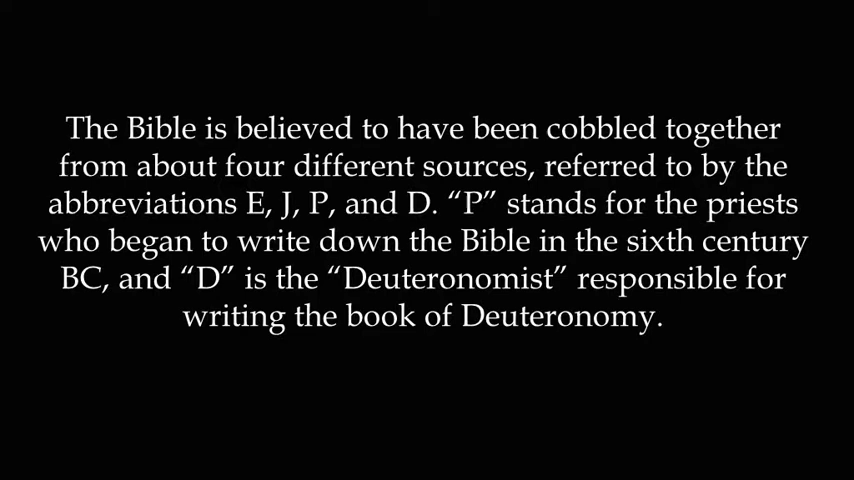 The Bible is believed to have been cobbled together
from about four different sources, referred to by the
abbreviations E, J, P, and D. “P” stands for the priests
who began to write down the Bible in the sixth century
BC, and “D” is the “Deuteronomist” responsible for
writing the book of Deuteronomy.